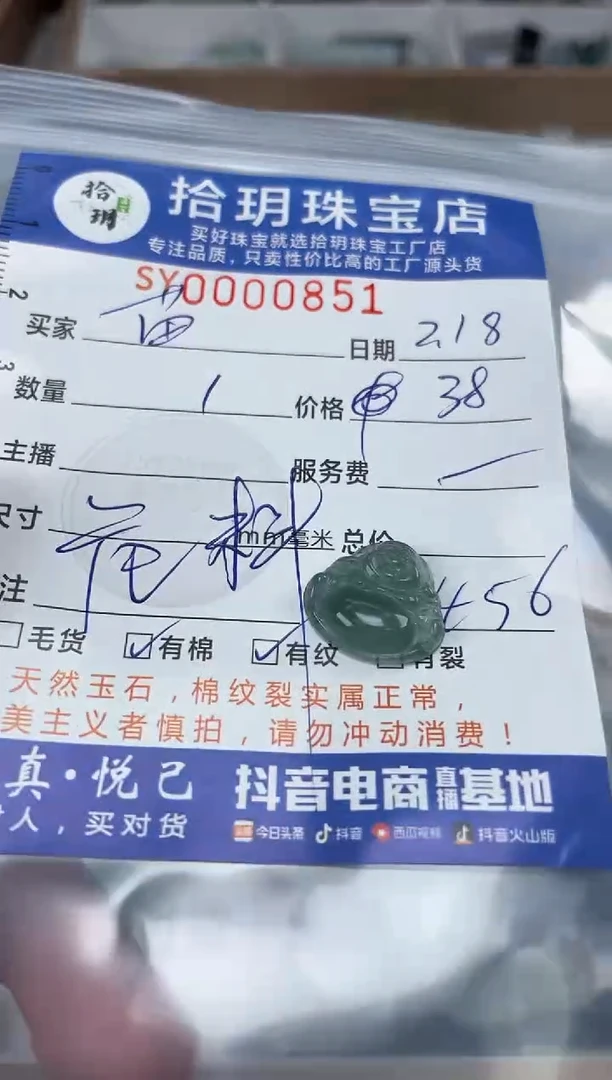 拾玥
拾玥珠宝店
买好珠宝就选拾玥珠宝工厂店
专注品质，只卖性价比高的工厂源头货
SY0000851
买家 日期 2.18
数量 1 价格 38
主播 服务费 一
尺寸 mm毫米 总价
危料
注 456
毛货 ☑有棉 ☑有纹 有裂
天然玉石，棉纹裂实属正常，
美主义者慎拍，请勿冲动消费！
真·悦己
人，买对货
抖音电商直播基地
今日头条 抖音 西瓜视频 抖音火山版